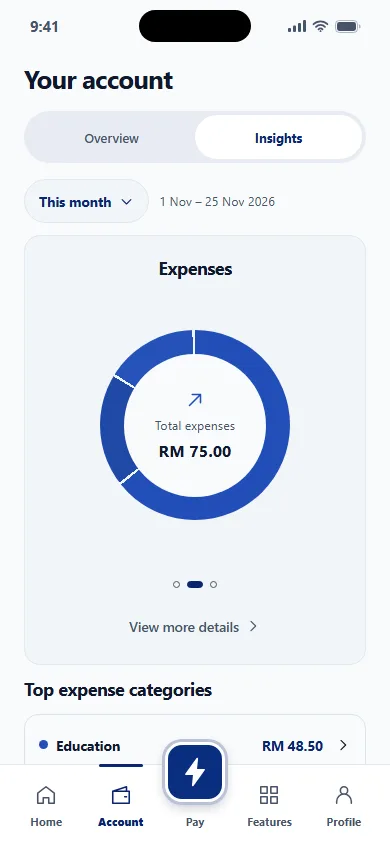 9:41
Your account
Overview
Insights
This month
1 Nov – 25 Nov 2026
Expenses
Total expenses
RM 75.00
View more details
Top expense categories
Education
RM 48.50
Home
Account
Pay
Features
Profile